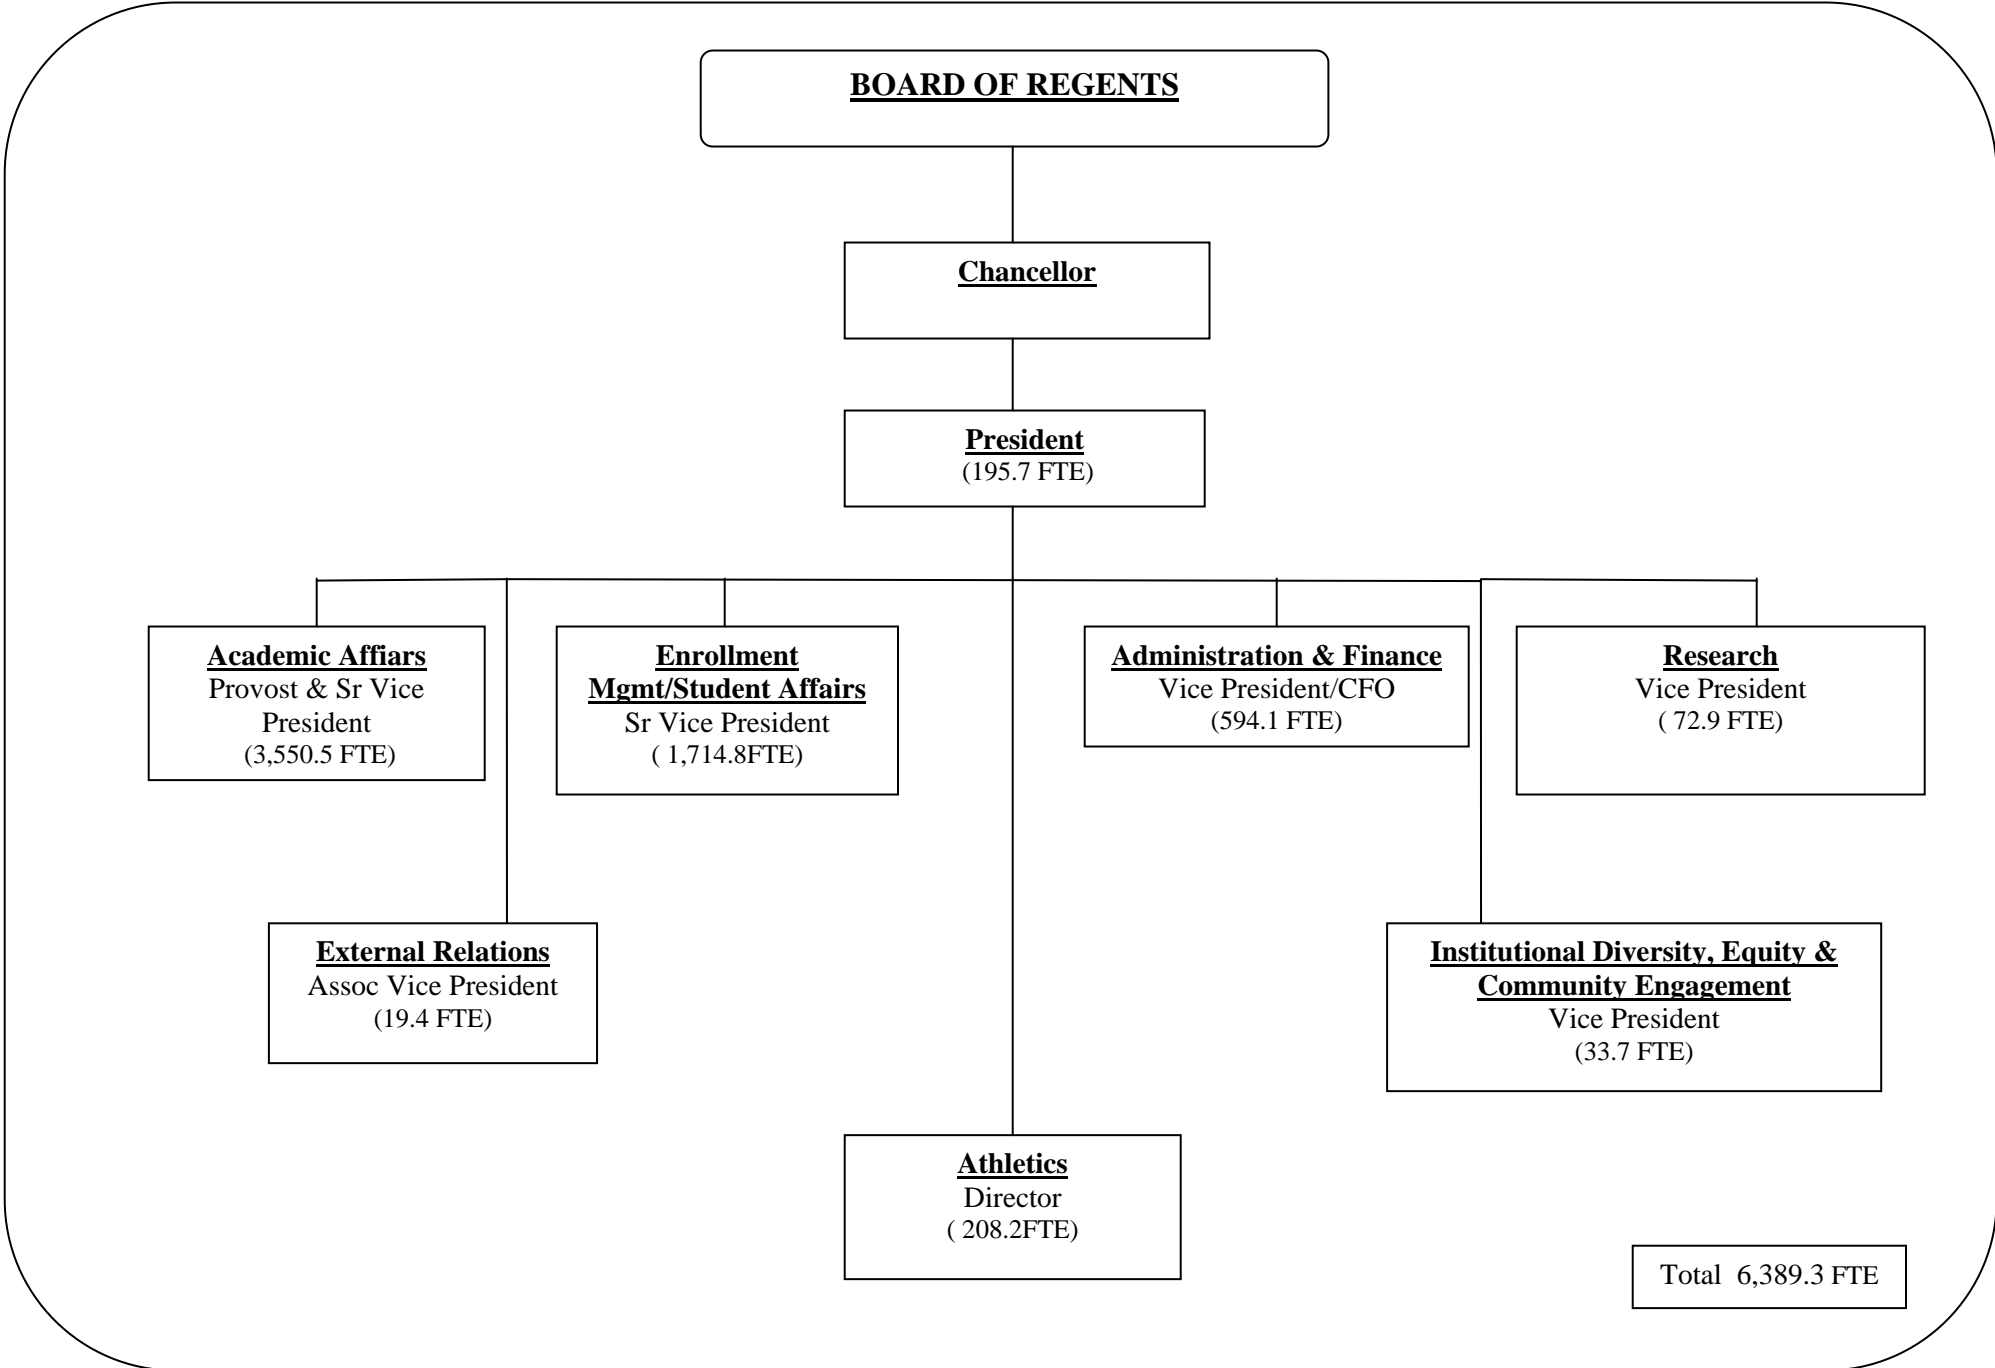 BOARD OF REGENTS
Chancellor
President
(195.7 FTE)
Academic Affiars
Provost & Sr Vice
President
(3,550.5 FTE)
Enrollment
Mgmt/Student Affairs
Sr Vice President
( 1,714.8FTE)
Administration & Finance
Vice President/CFO
(594.1 FTE)
Research
Vice President
( 72.9 FTE)
External Relations
Assoc Vice President
(19.4 FTE)
Institutional Diversity, Equity &
Community Engagement
Vice President
(33.7 FTE)
Athletics
Director
( 208.2FTE)
Total 6,389.3 FTE